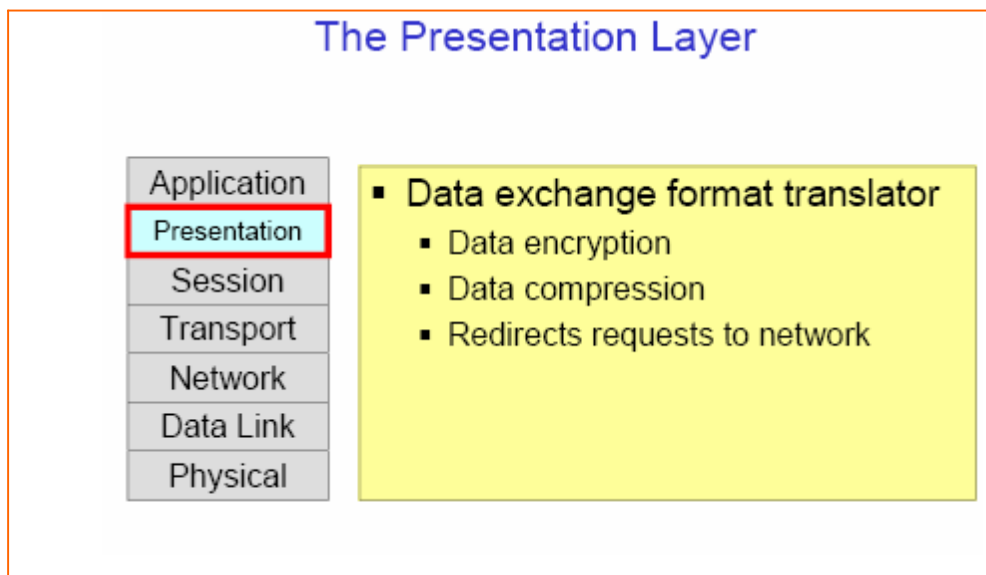 The Presentation Layer
Application
Presentation
Session
Transport
Network
Data Link
Physical
▪ Data exchange format translator
▪ Data encryption
▪ Data compression
▪ Redirects requests to network